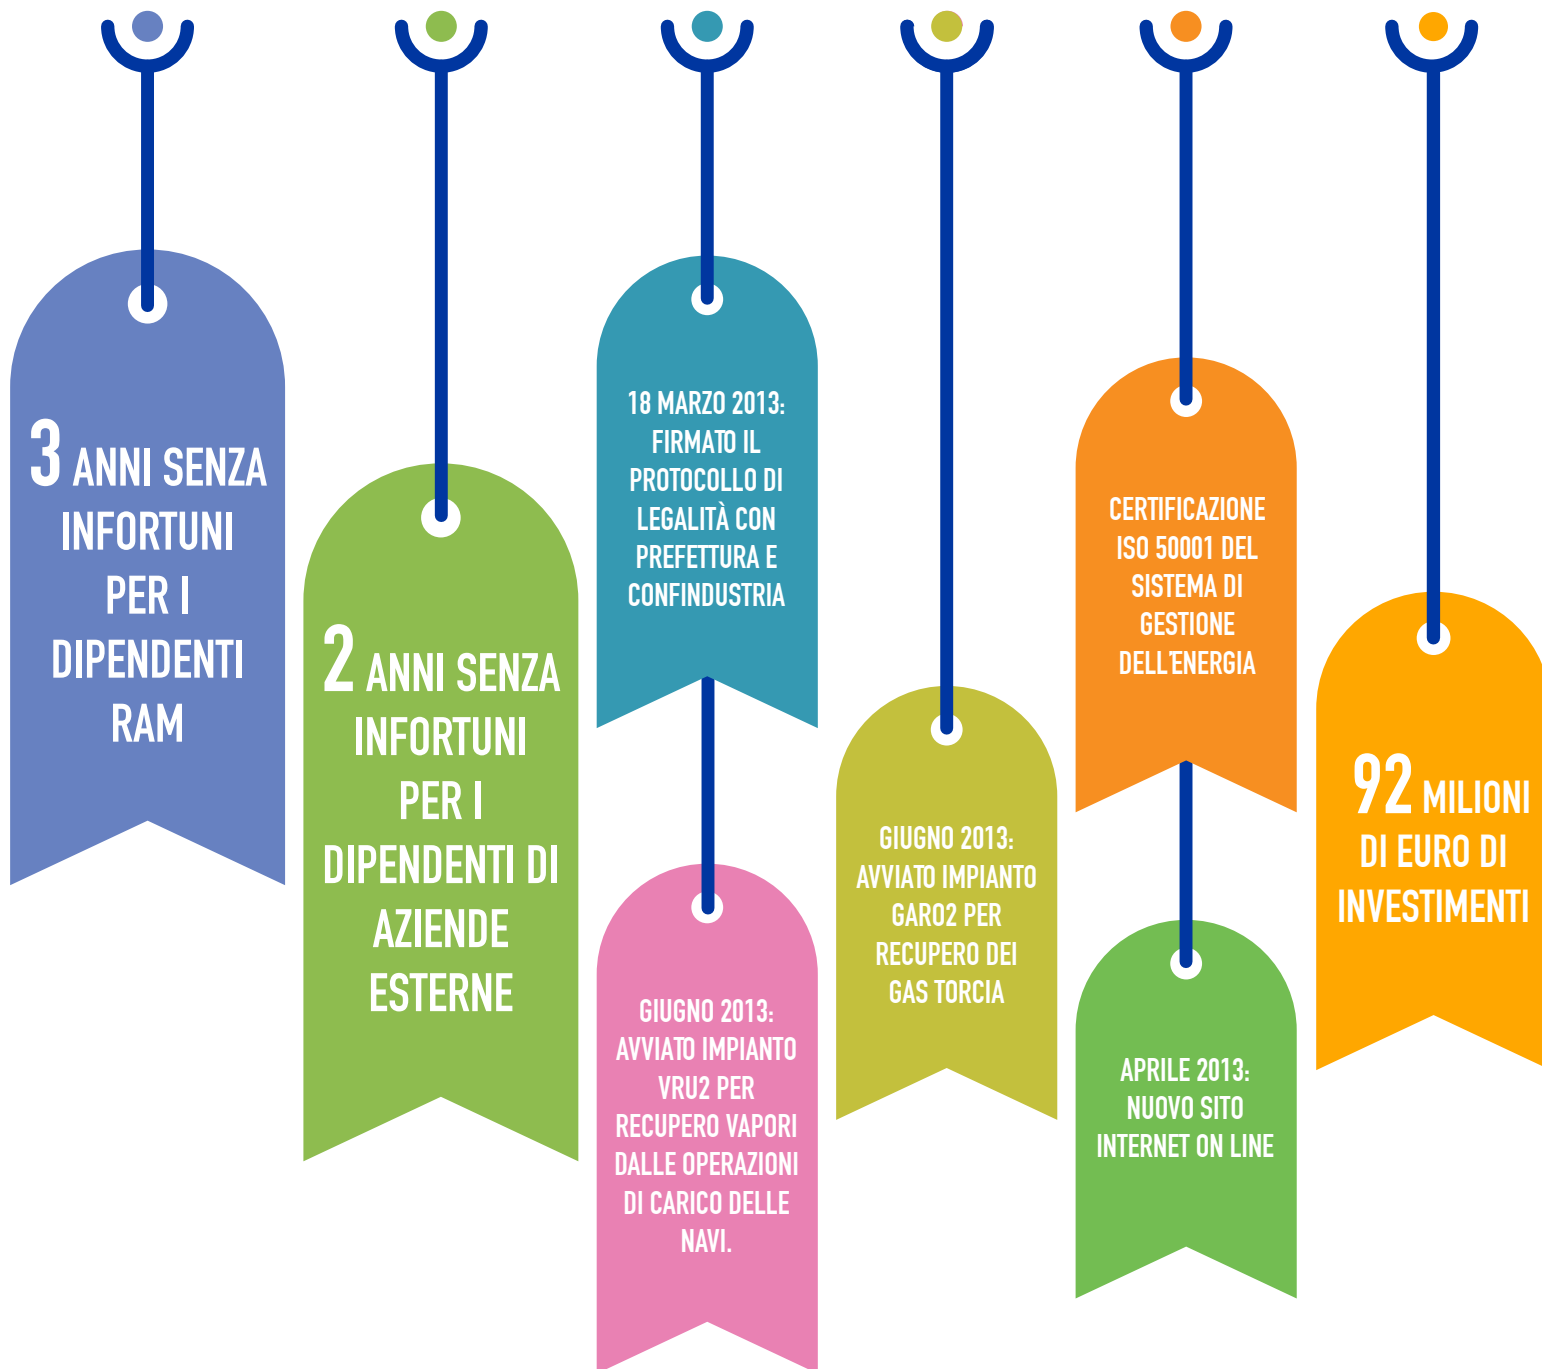 3 ANNI SENZA
INFORTUNI
PER I
DIPENDENTI
RAM
2 ANNI SENZA
INFORTUNI
PER I
DIPENDENTI DI
AZIENDE
ESTERNE
18 MARZO 2013:
FIRMATO IL
PROTOCOLLO DI
LEGALITÀ CON
PREFETTURA E
CONFINDUSTRIA
GIUGNO 2013:
AVVIATO IMPIANTO
VRU2 PER
RECUPERO VAPORI
DALLE OPERAZIONI
DI CARICO DELLE
NAVI.
GIUGNO 2013:
AVVIATO IMPIANTO
GARO2 PER
RECUPERO DEI
GAS TORCIA
CERTIFICAZIONE
ISO 50001 DEL
SISTEMA DI
GESTIONE
DELL'ENERGIA
APRILE 2013:
NUOVO SITO
INTERNET ON LINE
92 MILIONI
DI EURO DI
INVESTIMENTI